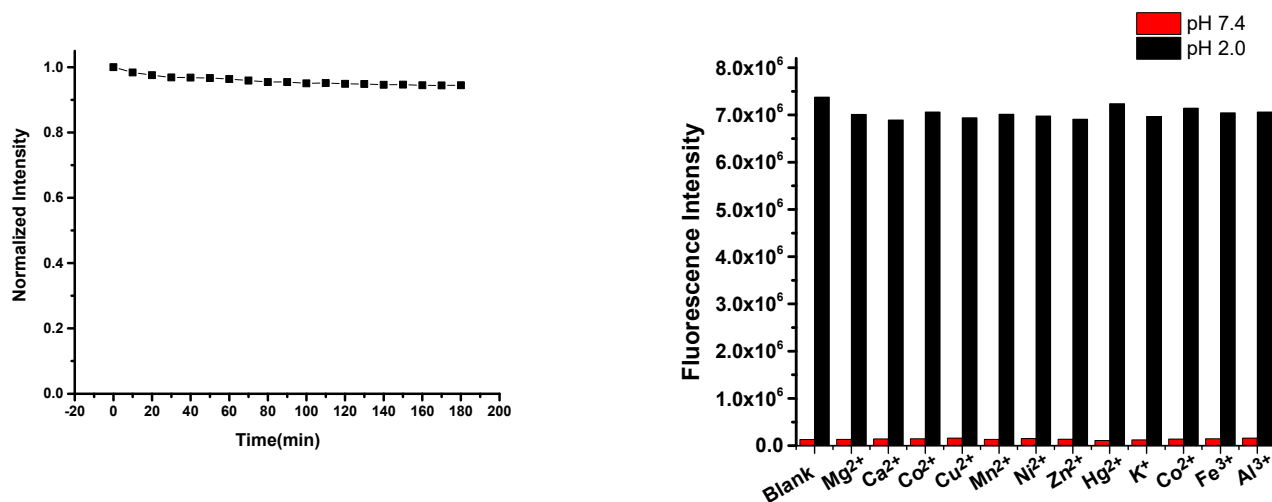 1.0
0.8
0.6
0.4
0.2
0.0
-20 0 20 40 60 80 100 120 140 160 180 200
Normalized Intensity
Time(min)
pH 7.4
pH 2.0
8.0x10⁶
7.0x10⁶
6.0x10⁶
5.0x10⁶
4.0x10⁶
3.0x10⁶
2.0x10⁶
1.0x10⁶
0.0
Fluorescence Intensity
Blank Mg²⁺ Ca²⁺ Co²⁺ Cu²⁺ Mn²⁺ Ni²⁺ Zn²⁺ Hg²⁺ K⁺ Co²⁺ Fe³⁺ Al³⁺